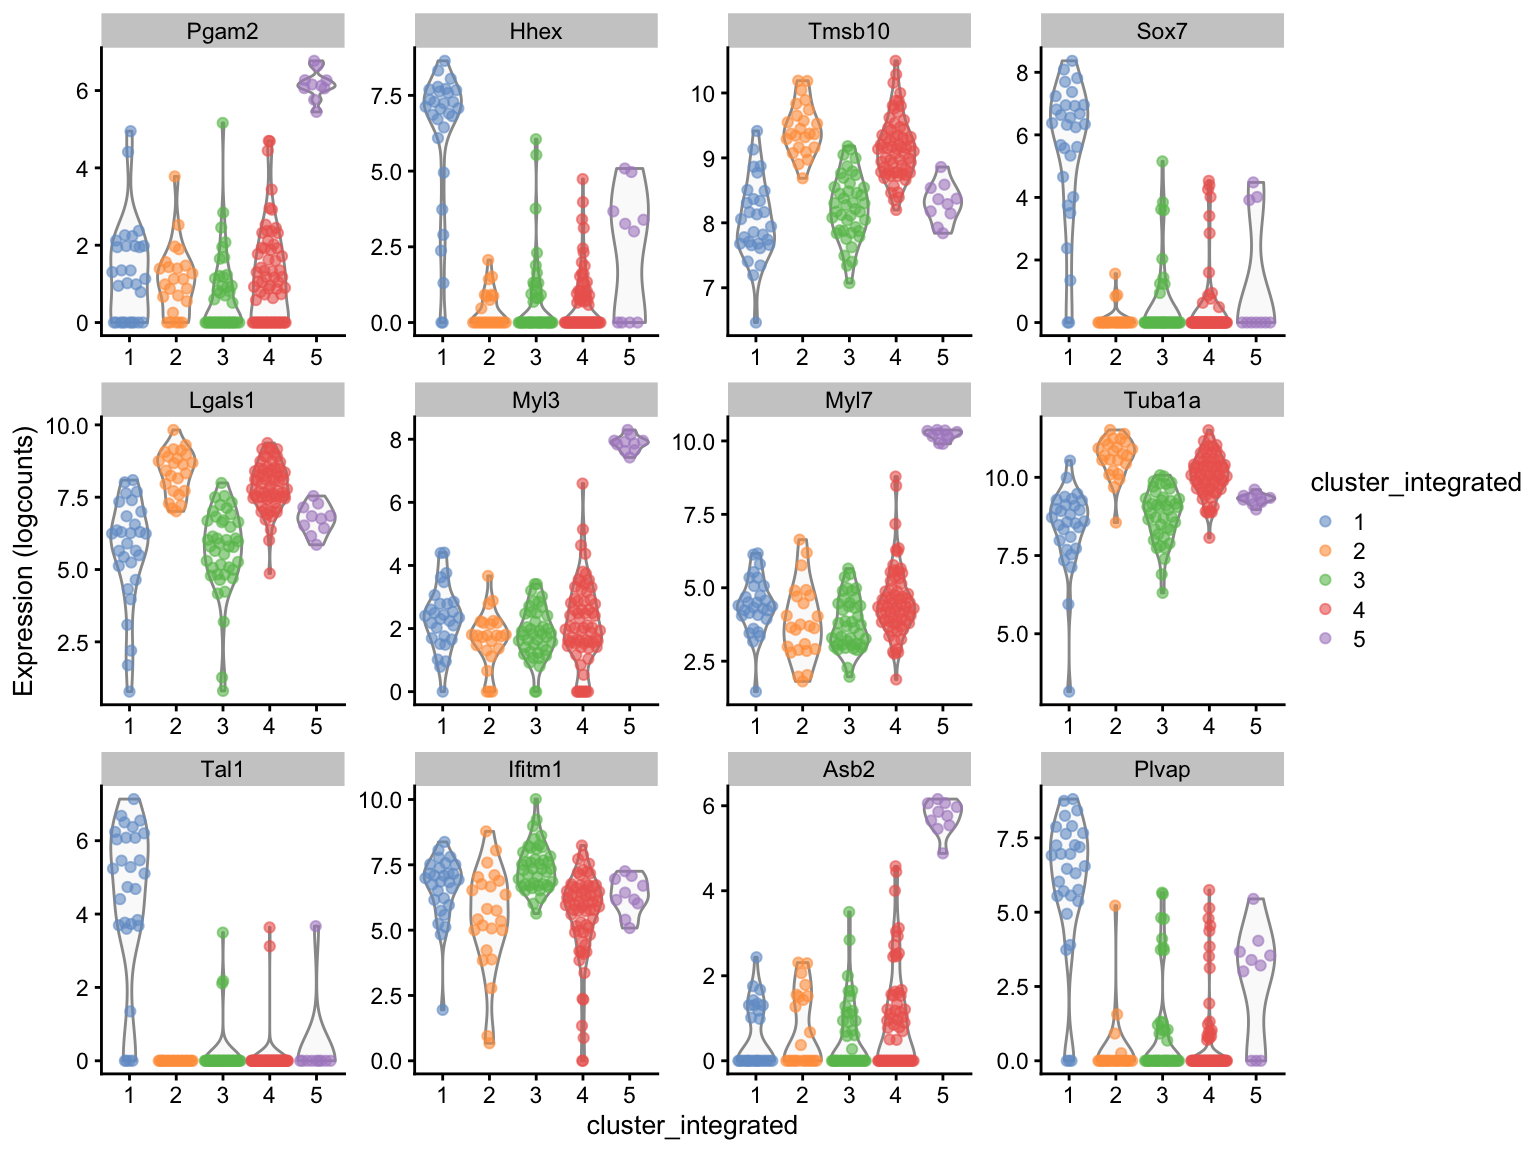 Pgam2 Hhex Tmsb10 Sox7
6 4 2 0
7.5 5.0 2.5 0.0
10 9 8 7
8 6 4 2 0
1 2 3 4 5 1 2 3 4 5 1 2 3 4 5 1 2 3 4 5
Lgals1 Myl3 Myl7 Tuba1a
10.0 7.5 5.0 2.5
8 6 4 2 0
10.0 7.5 5.0 2.5
10.0 7.5 5.0
1 2 3 4 5 1 2 3 4 5 1 2 3 4 5 1 2 3 4 5
Tal1 Ifitm1 Asb2 Plvap
6 4 2 0
10.0 7.5 5.0 2.5 0.0
6 4 2 0
7.5 5.0 2.5 0.0
1 2 3 4 5 1 2 3 4 5 1 2 3 4 5 1 2 3 4 5
Expression (logcounts)
cluster_integrated
cluster_integrated
1
2
3
4
5